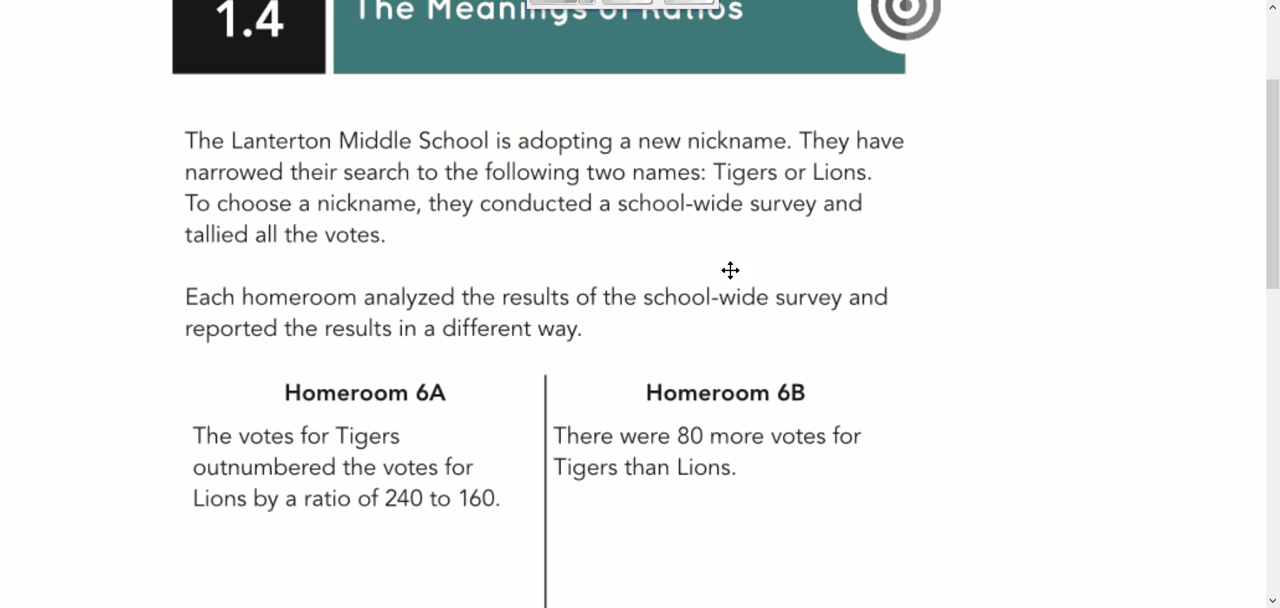 1.4
The Meanings of Ratios
The Lanterton Middle School is adopting a new nickname. They have
narrowed their search to the following two names: Tigers or Lions.
To choose a nickname, they conducted a school-wide survey and
tallied all the votes.
Each homeroom analyzed the results of the school-wide survey and
reported the results in a different way.
Homeroom 6A
The votes for Tigers
outnumbered the votes for
Lions by a ratio of 240 to 160.
Homeroom 6B
There were 80 more votes for
Tigers than Lions.